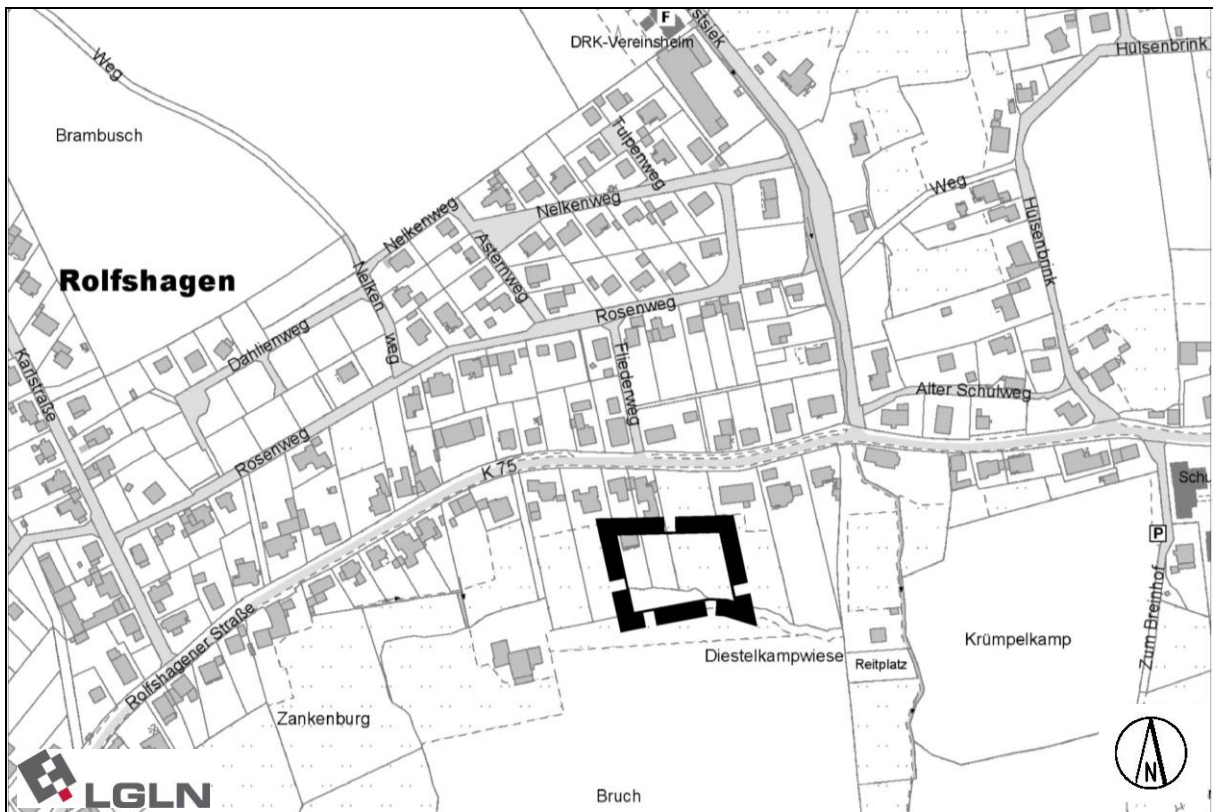 F
DRK-Vereinsheim
Hülsenbrink
Weg
Brambusch
Tulpenweg
Weg
Nelkenweg
Nelkenweg
Hülsenbrink
Asternweg
Rolfshagen
Nelken
weg
Rosenweg
Dahlienweg
Karlstraße
Fliederweg
Alter Schulweg
Rosenweg
K 75
P
Zum Breinhof
Rolfshagener Straße
Krümpelkamp
Diestelkampwiese
Reitplatz
Zankenburg
Bruch
LGLN
N